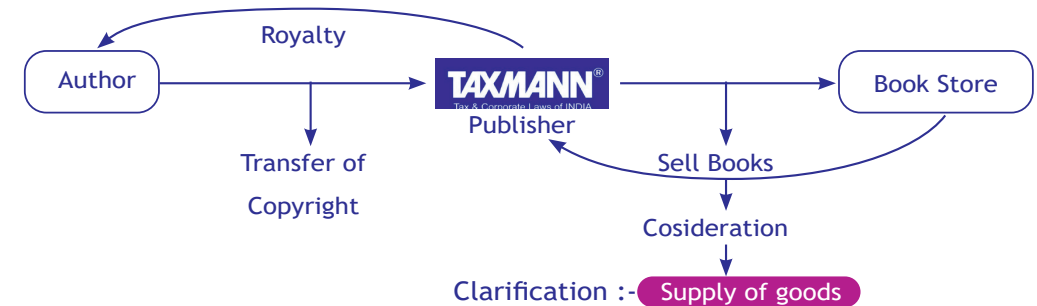 Royalty
Author
TAXMANN®
Tax & Corporate Laws of INDIA
Publisher
Book Store
Transfer of
Copyright
Sell Books
Cosideration
Clarification :- Supply of goods